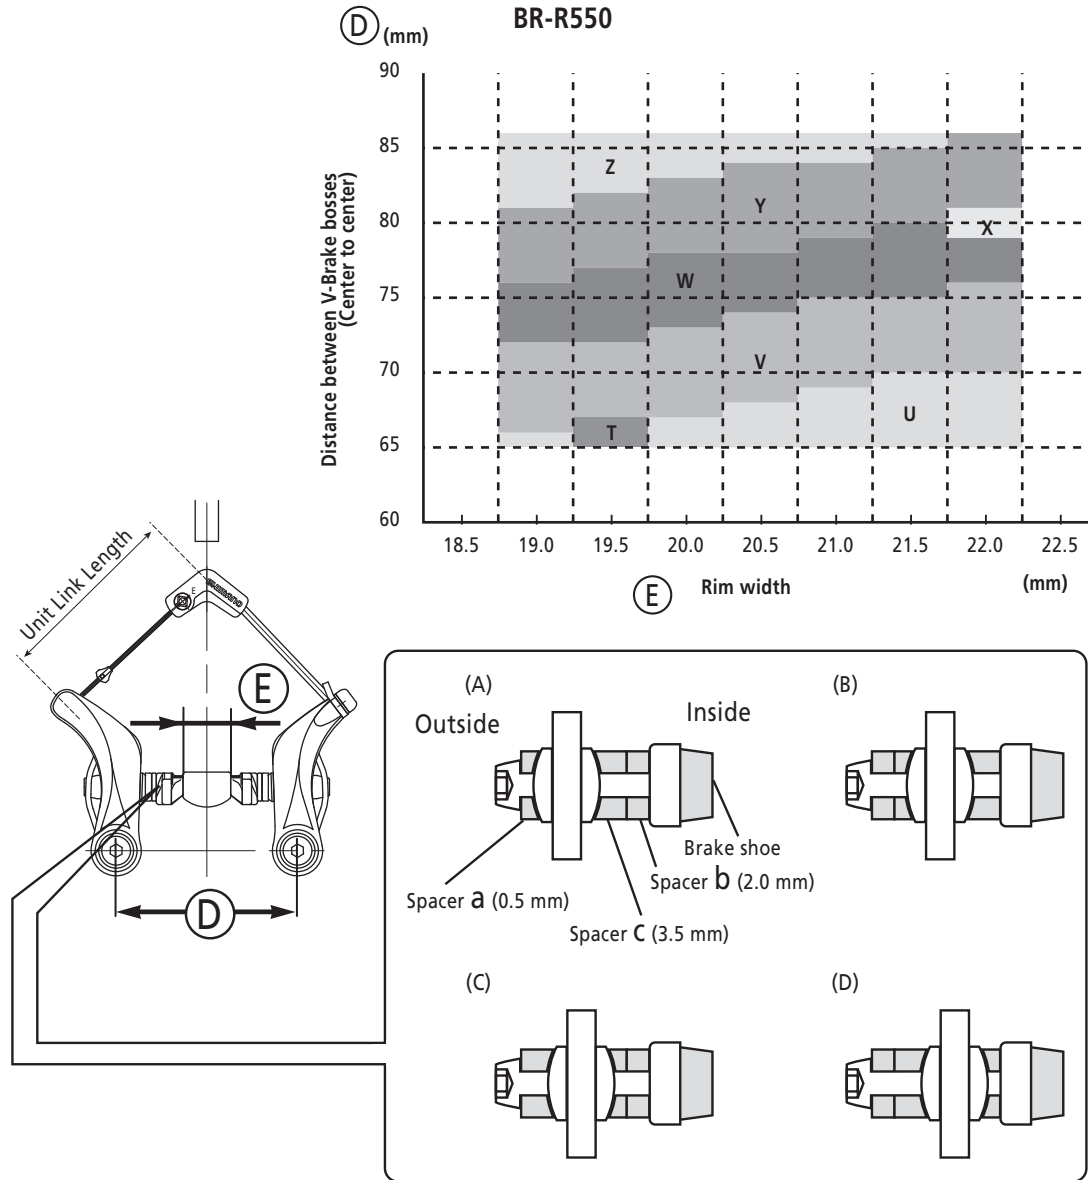 BR-R550
D (mm)
Distance between V-Brake bosses
(Center to center)
90
85
80
75
70
65
60
Z
Y
X
W
V
U
T
18.5 19.0 19.5 20.0 20.5 21.0 21.5 22.0 22.5
E Rim width (mm)
Unit Link Length
SHIMANO
E
E
D
(A)
Outside
Inside
Brake shoe
Spacer b (2.0 mm)
Spacer a (0.5 mm)
Spacer c (3.5 mm)
(B)
(C)
(D)